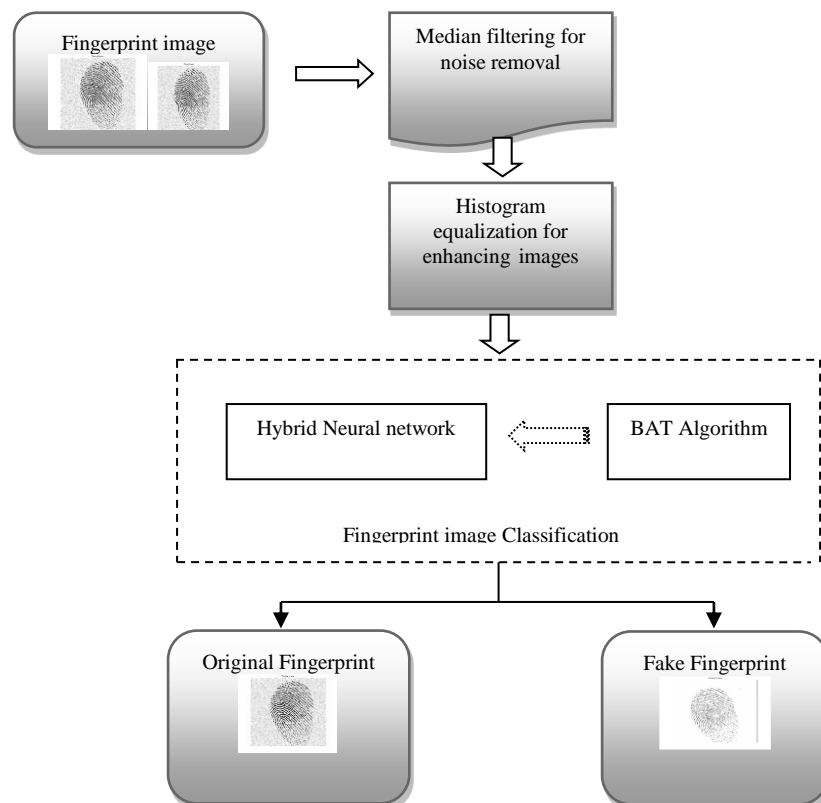 Fingerprint image
Median filtering for
noise removal
Histogram
equalization for
enhancing images
Hybrid Neural network
BAT Algorithm
Fingerprint image Classification
Original Fingerprint
Fake Fingerprint